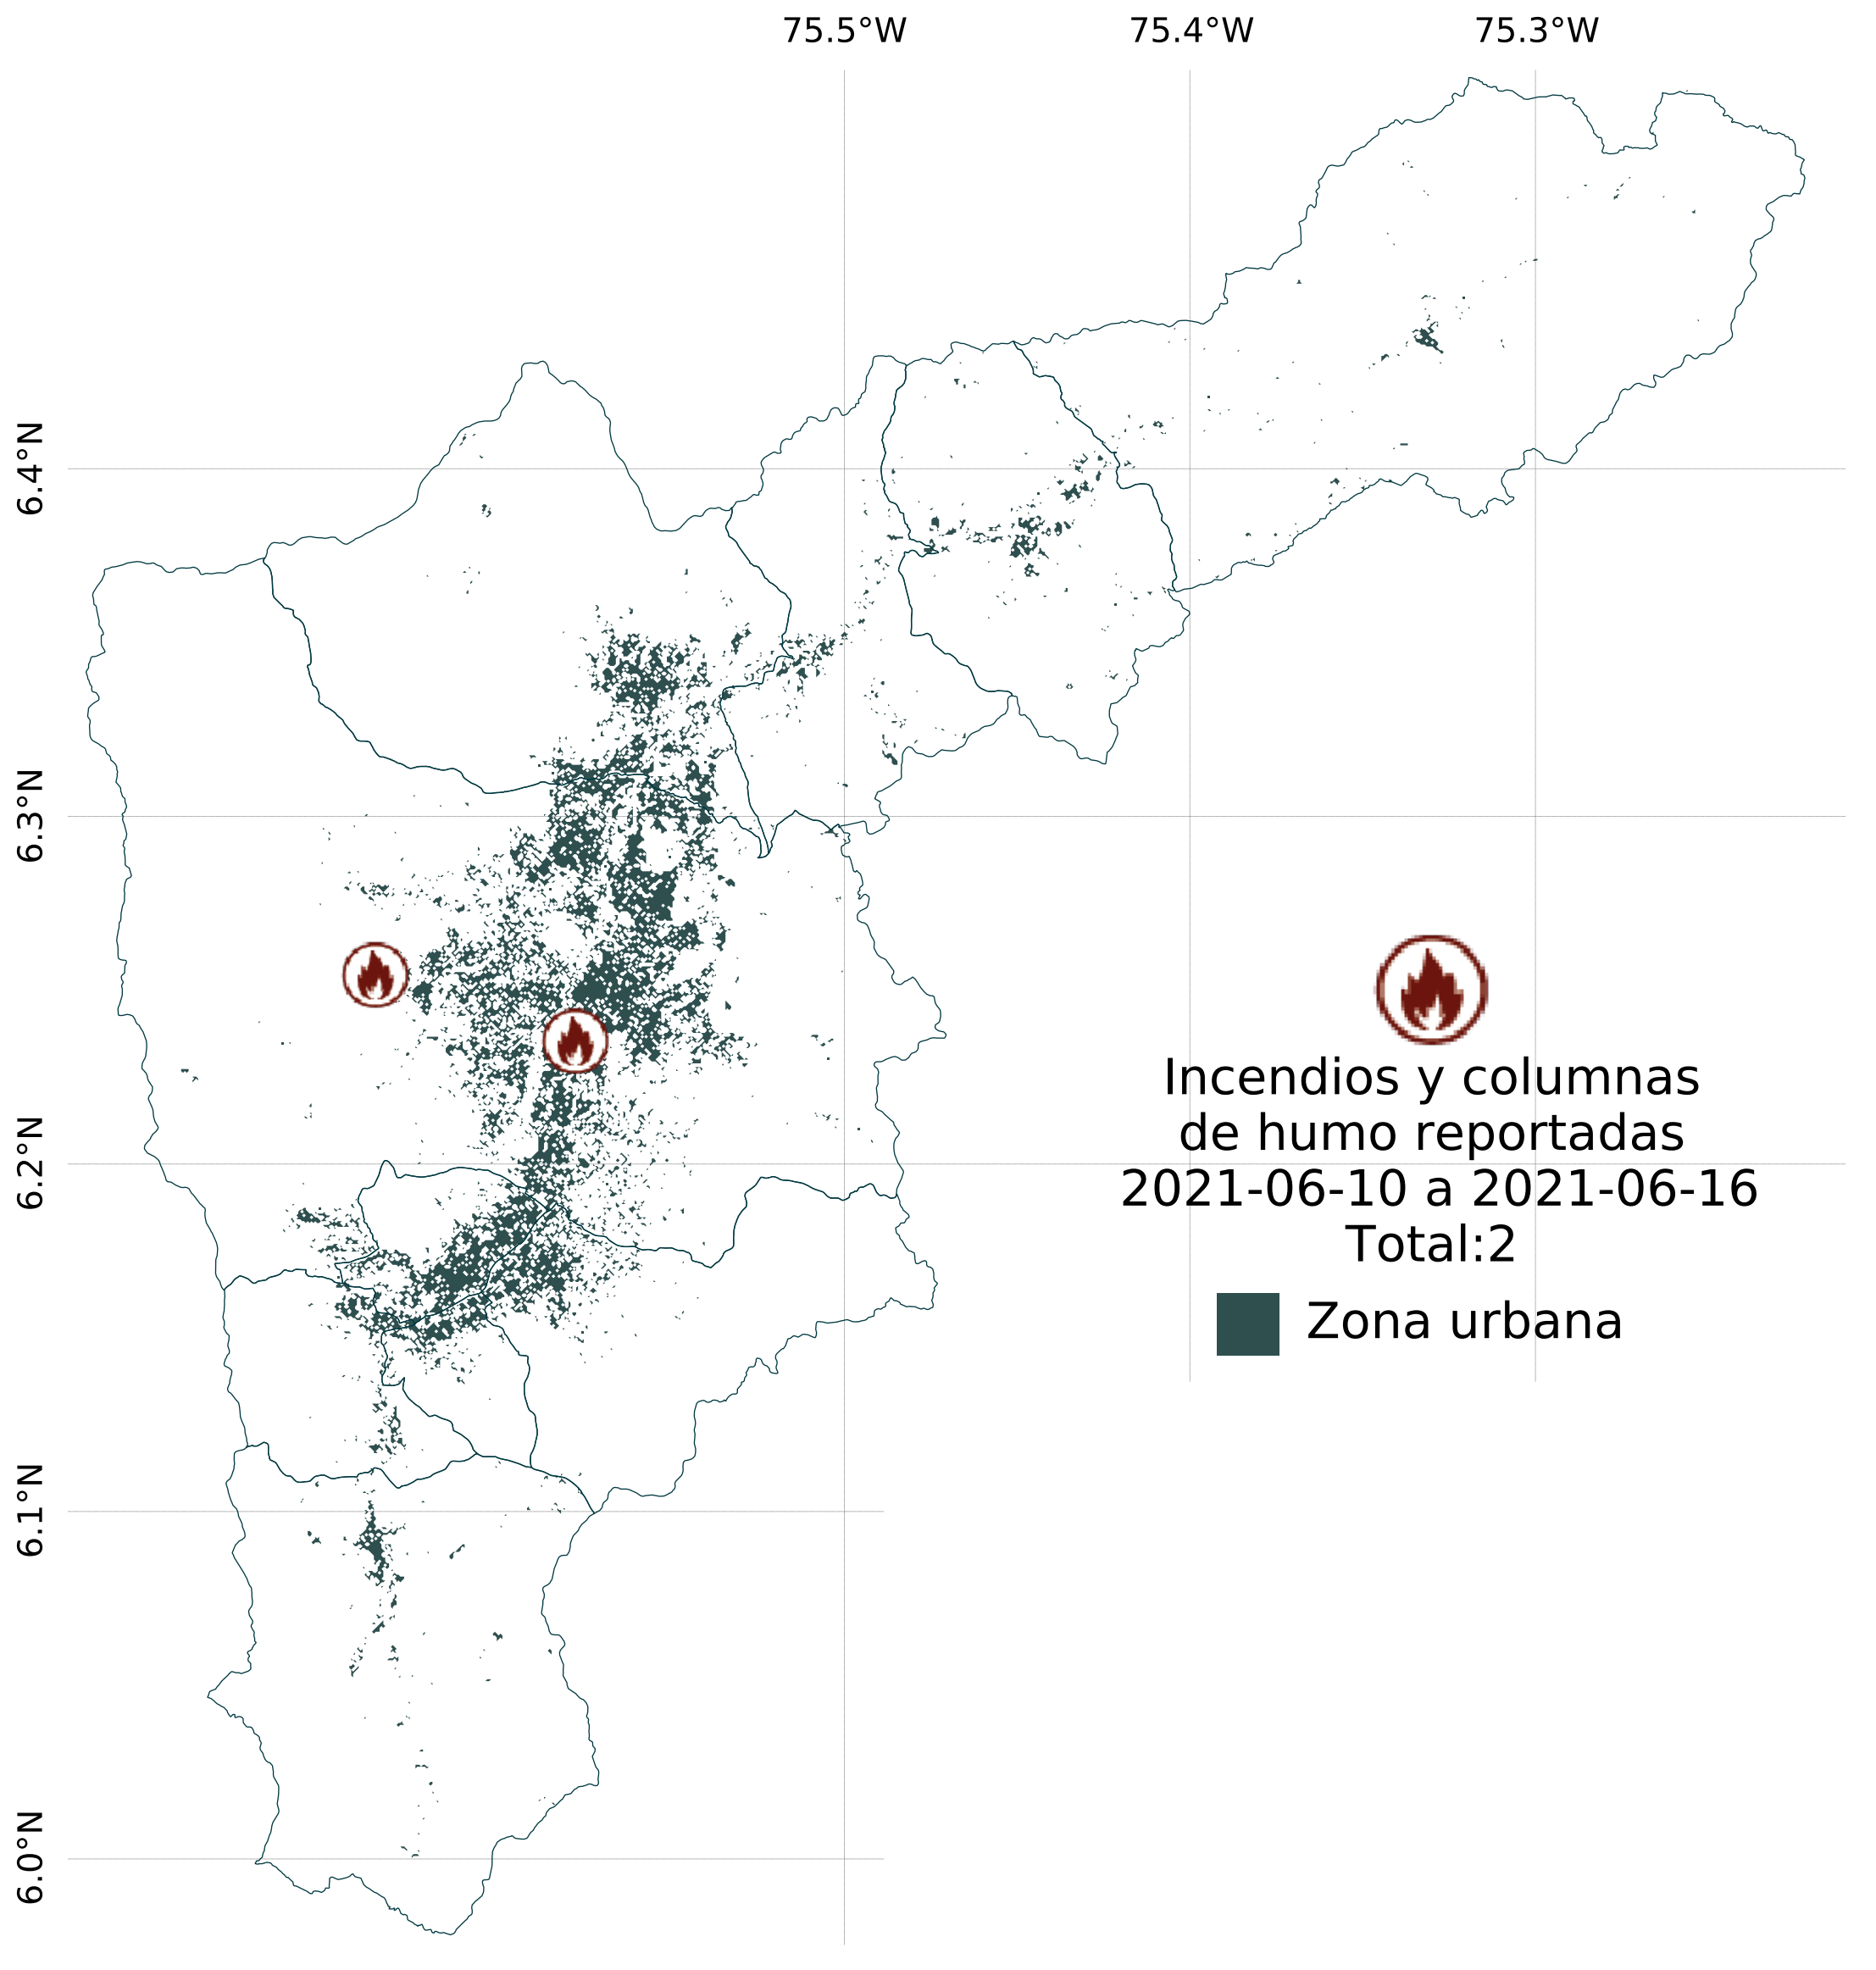 75.5°W 75.4°W 75.3°W
6.4°N
6.3°N
6.2°N
6.1°N
6.0°N
Incendios y columnas
de humo reportadas
2021-06-10 a 2021-06-16
Total:2
Zona urbana